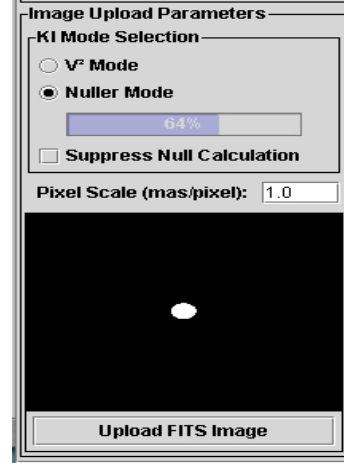 Image Upload Parameters
KI Mode Selection
V² Mode
Nuller Mode
64%
Suppress Null Calculation
Pixel Scale (mas/pixel): 1.0
Upload FITS Image